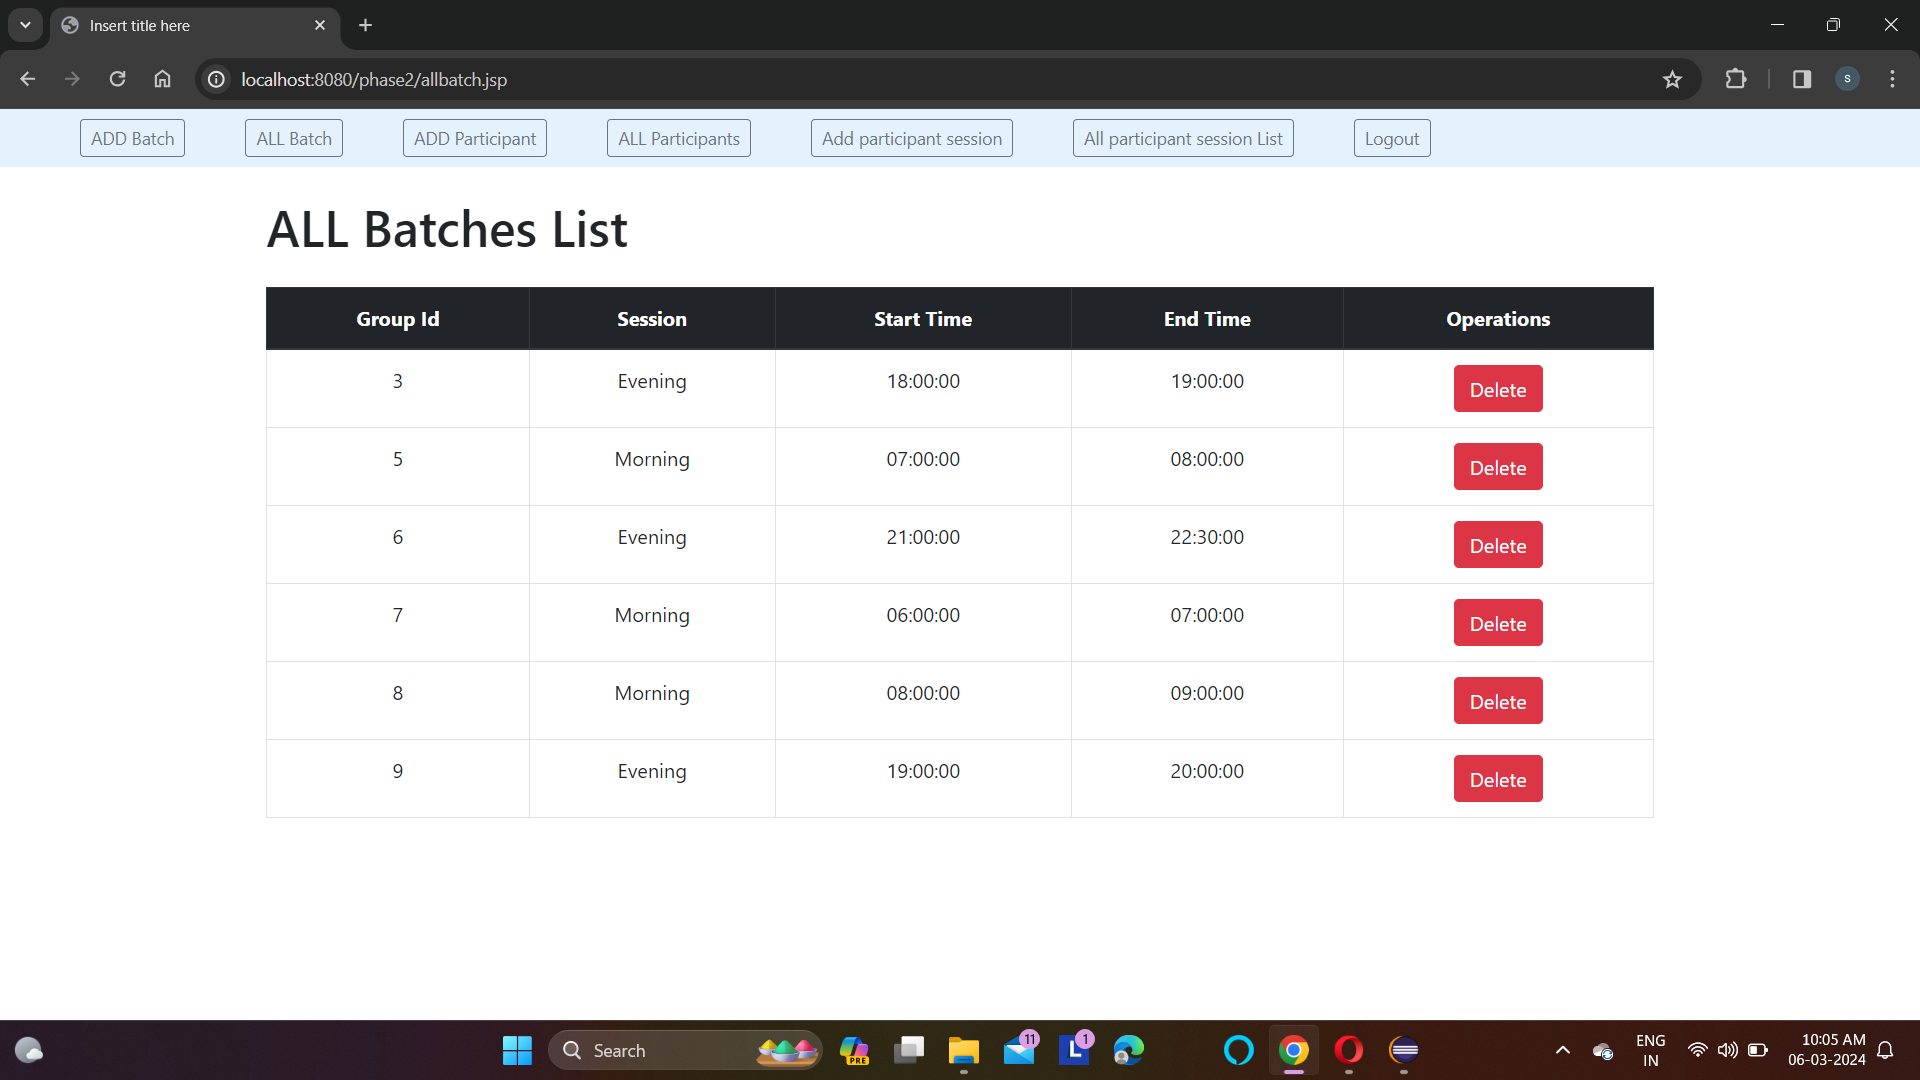 Insert title here
localhost:8080/phase2/allbatch.jsp
S
ADD Batch ALL Batch ADD Participant ALL Participants Add participant session All participant session List Logout
ALL Batches List
Group Id Session Start Time End Time Operations
3 Evening 18:00:00 19:00:00 Delete
5 Morning 07:00:00 08:00:00 Delete
6 Evening 21:00:00 22:30:00 Delete
7 Morning 06:00:00 07:00:00 Delete
8 Morning 08:00:00 09:00:00 Delete
9 Evening 19:00:00 20:00:00 Delete
Search
PRE
11
L 1
ENG
IN
10:05 AM
06-03-2024